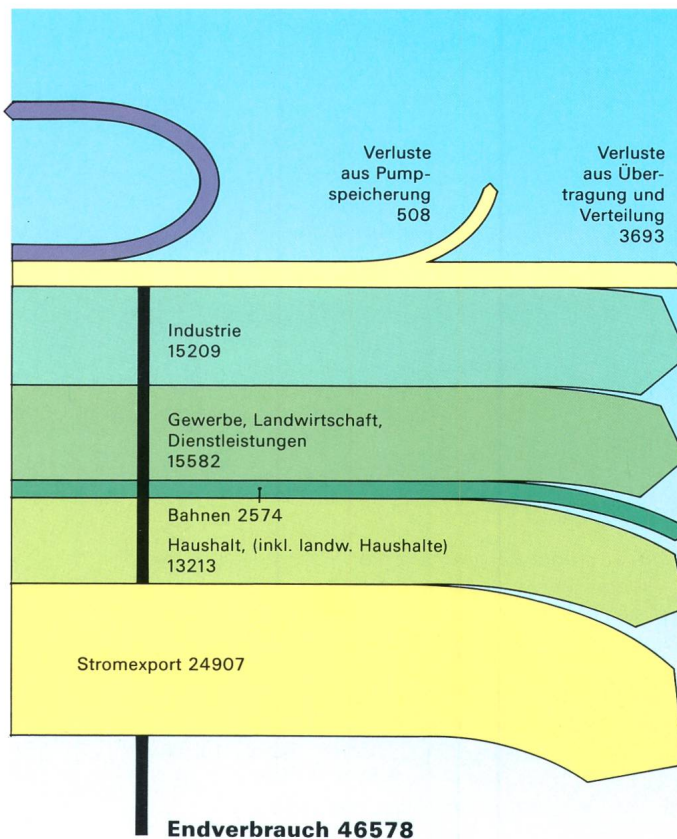 Verluste
aus Pump-
speicherung
508
Verluste
aus Über-
tragung und
Verteilung
3693
Industrie
15209
Gewerbe, Landwirtschaft,
Dienstleistungen
15582
Bahnen 2574
Haushalt, (inkl. landw. Haushalte)
13213
Stromexport 24907
Endverbrauch 46578